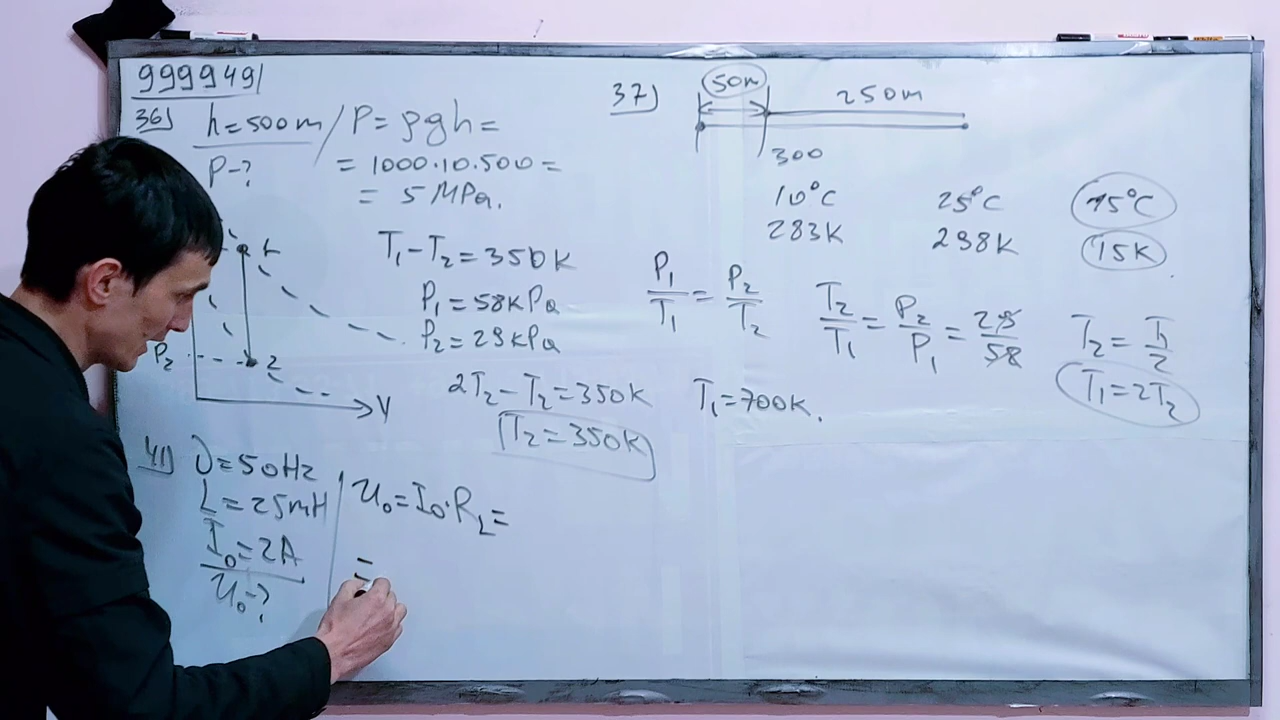 999949)
36) h=500m / P=ρgh=
P-? = 1000·10·500=
= 5 MPa.
T₁-T₂=350K
P₁=58kPa
P₂=29kPa
P₂ 2
V
2T₂-T₂=350K T₁=700K.
T₂=350K
37) 50m 250m
300
10°C 25°C 15°C
283K 298K 15K
P₁/T₁=P₂/T₂ T₂/T₁=P₂/P₁=29/58 T₂=T₁/2
T₁=2T₂
41) ν=50Hz
L=25mH
I₀=2A
U₀-?
U₀=I₀·R_L=
=